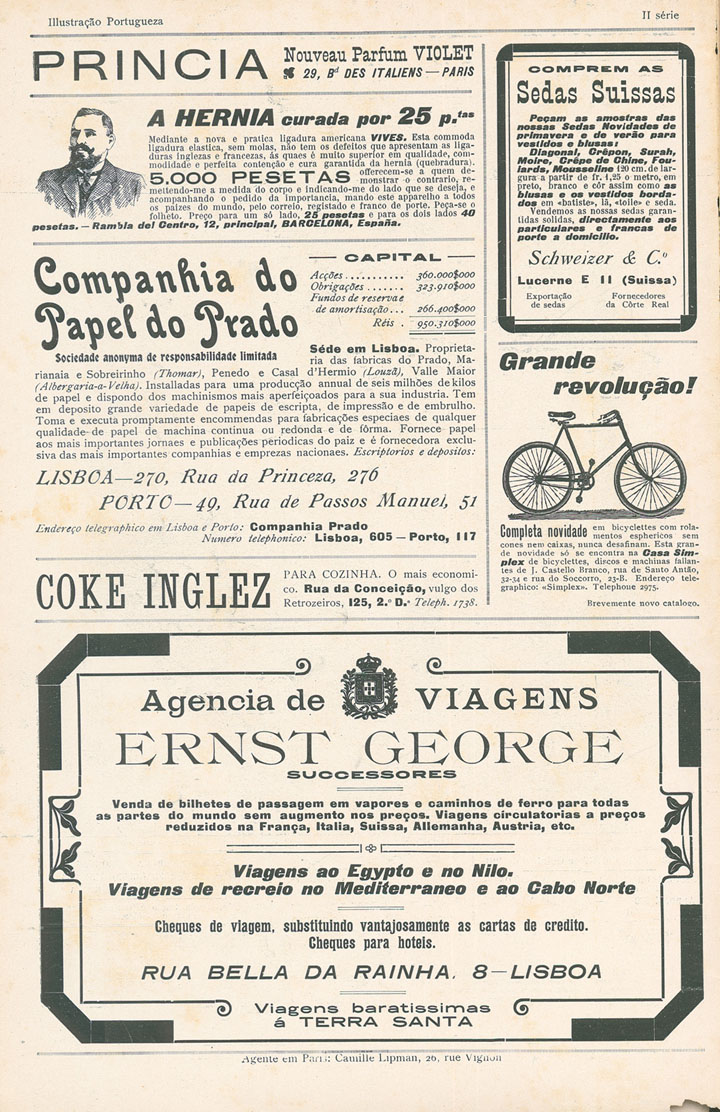 Illustração Portugueza
II série
PRINCIA
Nouveau Parfum VIOLET
29, Bd DES ITALIENS — PARIS
A HERNIA curada por 25 p.tas
Mediante a nova e pratica ligadura americana VIVES. Esta commoda
ligadura elastica, sem molas, não tem os defeitos que apresentam as liga-
duras inglezas e francezas, ás quaes é muito superior em qualidade, com-
modidade e perfeita contenção e cura garantida da hernia (quebradura).
5.000 PESETAS offerecem-se a quem de-
monstrar o contrario, re-
mettendo-me a medida do corpo e indicando-me do lado que se deseja, e
acompanhando o pedido da importancia, mando este apparelho a todos
os paizes do mundo, pelo correio, registado e franco de porte. Peça-se o
folheto. Preço para um só lado, 25 pesetas e para os dois lados 40
pesetas. — Rambla del Centro, 12, principal, BARCELONA, España.
Companhia do
Papel do Prado
Sociedade anonyma de responsabilidade limitada
— CAPITAL —
Acções........... 360.000$000
Obrigações....... 323.910$000
Fundos de reserva e
de amortisação... 266.400$000
Réis . 950.310$000
Séde em Lisboa. Proprieta-
ria das fabricas do Prado, Ma-
rianaia e Sobreirinho (Thomar), Penedo e Casal d'Hermio (Louzã), Valle Maior
(Albergaria-a-Velha). Installadas para uma producção annual de seis milhões de kilos
de papel e dispondo dos machinismos mais aperfeiçoados para a sua industria. Tem
em deposito grande variedade de papeis de escripta, de impressão e de embrulho.
Toma e executa promptamente encommendas para fabricações especiaes de qualquer
qualidade de papel de machina continua ou redonda e de fôrma. Fornece papel
aos mais importantes jornaes e publicações periodicas do paiz e é fornecedora exclu-
siva das mais importantes companhias e emprezas nacionaes. Escriptorios e depositos:
LISBOA—270, Rua da Princeza, 276
PORTO—49, Rua de Passos Manuel, 51
Endereço telegraphico em Lisboa e Porto: Companhia Prado
Numero telephonico: Lisboa, 605 — Porto, 117
COKE INGLEZ
PARA COZINHA. O mais economi-
co. Rua da Conceição, vulgo dos
Retrozeiros, 125, 2.º D.º Teleph. 1738.
COMPREM AS
Sedas Suissas
Peçam as amostras das
nossas Sedas Novidades de
primavera e de verão para
vestidos e blusas:
Diagonal, Crêpon, Surah,
Moire, Crêpe de Chine, Fou-
lards, Mousseline 120 cm. de lar-
gura a partir de fr. 1,25 o metro, em
preto, branco e côr assim como as
blusas e os vestidos borda-
dos em «batiste», lã, «toile» e seda.
Vendemos as nossas sedas garan-
tidas solidas, directamente aos
particulares e francas de
porte a domicilio.
Schweizer & C.º
Lucerne E 11 (Suissa)
Exportação
de sedas
Fornecedores
da Côrte Real
Grande
revolução!
Completa novidade em bicyclettes com rola-
mentos esphericos sem
cones nem caixas, nunca desafinam. Esta gran-
de novidade só se encontra na Casa Sim-
plex de bicyclettes, discos e machinas fallan-
tes de J. Castello Branco, rua de Santo Antão,
32-34 e rua do Soccorro, 23-B. Endereço tele-
graphico: «Simplex». Telephone 2975.
Brevemente novo catalogo.
Agencia de VIAGENS
ERNST GEORGE
SUCCESSORES
Venda de bilhetes de passagem em vapores e caminhos de ferro para todas
as partes do mundo sem augmento nos preços. Viagens circulatorias a preços
reduzidos na França, Italia, Suissa, Allemanha, Austria, etc.
Viagens ao Egypto e no Nilo.
Viagens de recreio no Mediterraneo e ao Cabo Norte
Cheques de viagem, substituindo vantajosamente as cartas de credito.
Cheques para hoteis.
RUA BELLA DA RAINHA, 8—LISBOA
Viagens baratissimas
á TERRA SANTA
Agente em Paris: Camille Lipman, 26, rue Vignon